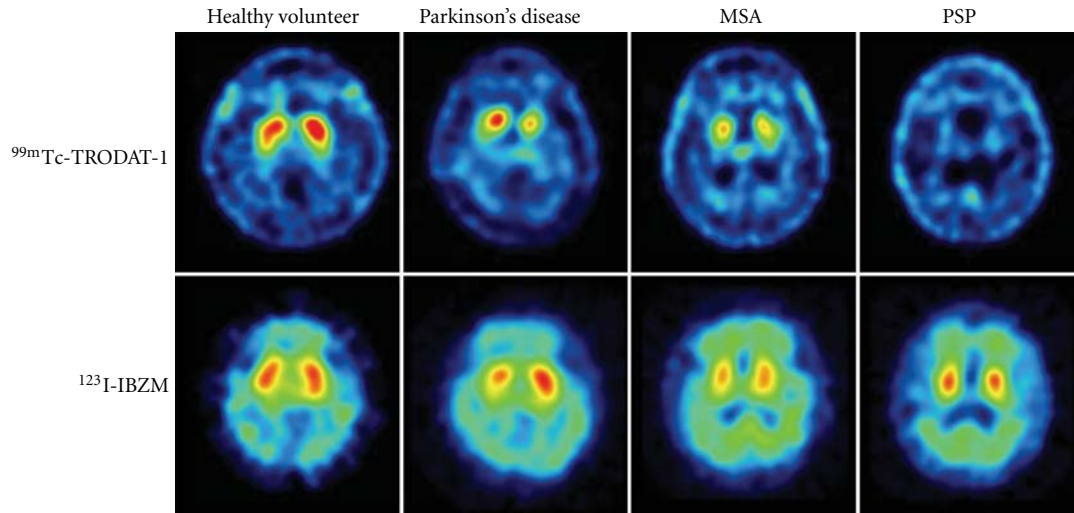 Healthy volunteer Parkinson's disease MSA PSP
⁹⁹ᵐTc-TRODAT-1
¹²³I-IBZM